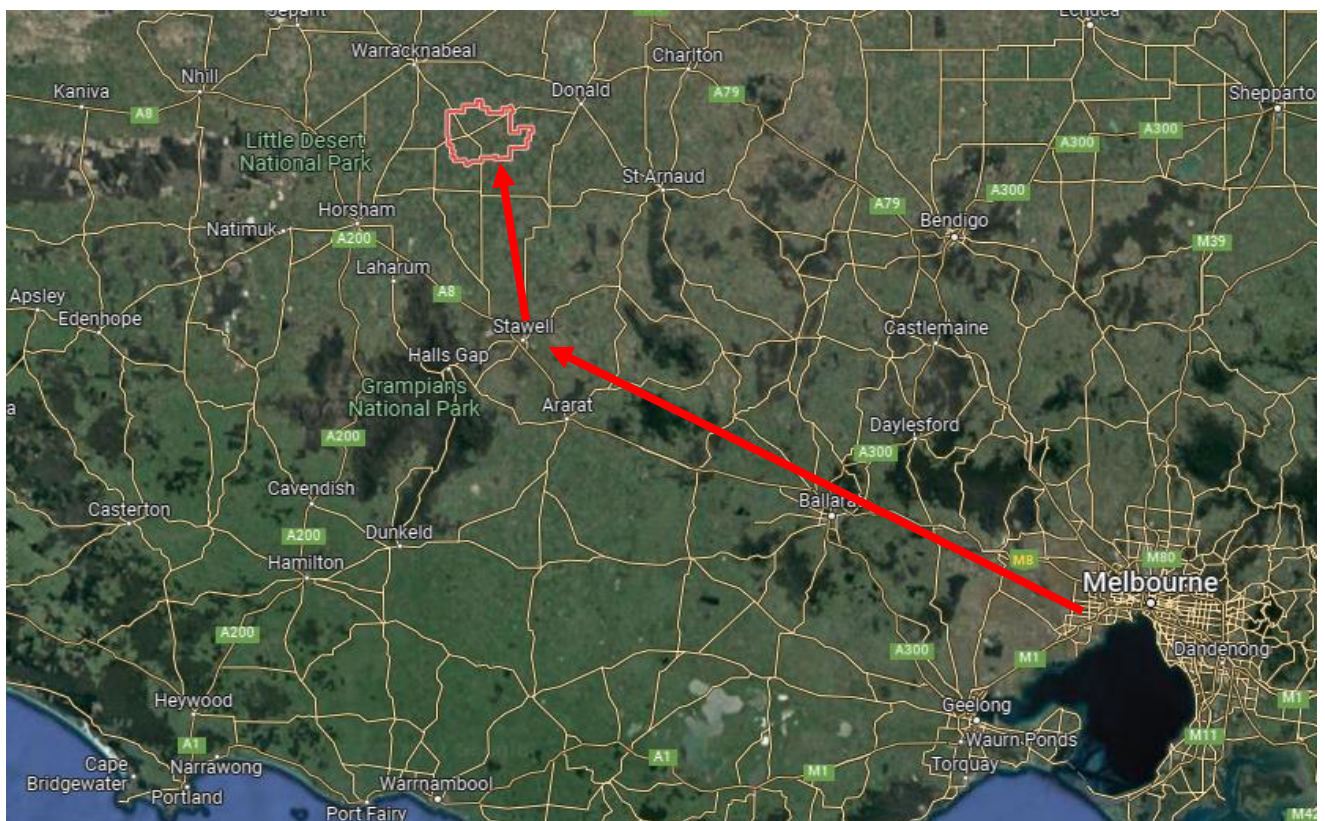 Warracknabeal
Charlton
Nhill
Kaniva
Donald
A79
Shepparton
A8
A300
A300
Little Desert
National Park
St Arnaud
A300
A79
Horsham
Bendigo
Natimuk
A200
M39
Laharum
A8
Apsley
Edenhope
Stawell
Castlemaine
Halls Gap
Grampians
National Park
Ararat
Daylesford
A200
A300
Cavendish
Casterton
Ballarat
Dunkeld
A200
Hamilton
M8
M80
Melbourne
A200
A300
M1
Dandenong
Heywood
Geelong
M1
A1
Waurn Ponds
M11
Cape
Bridgewater
Narrawong
A1
Torquay
M1
Portland
Warrnambool
Port Fairy
M42